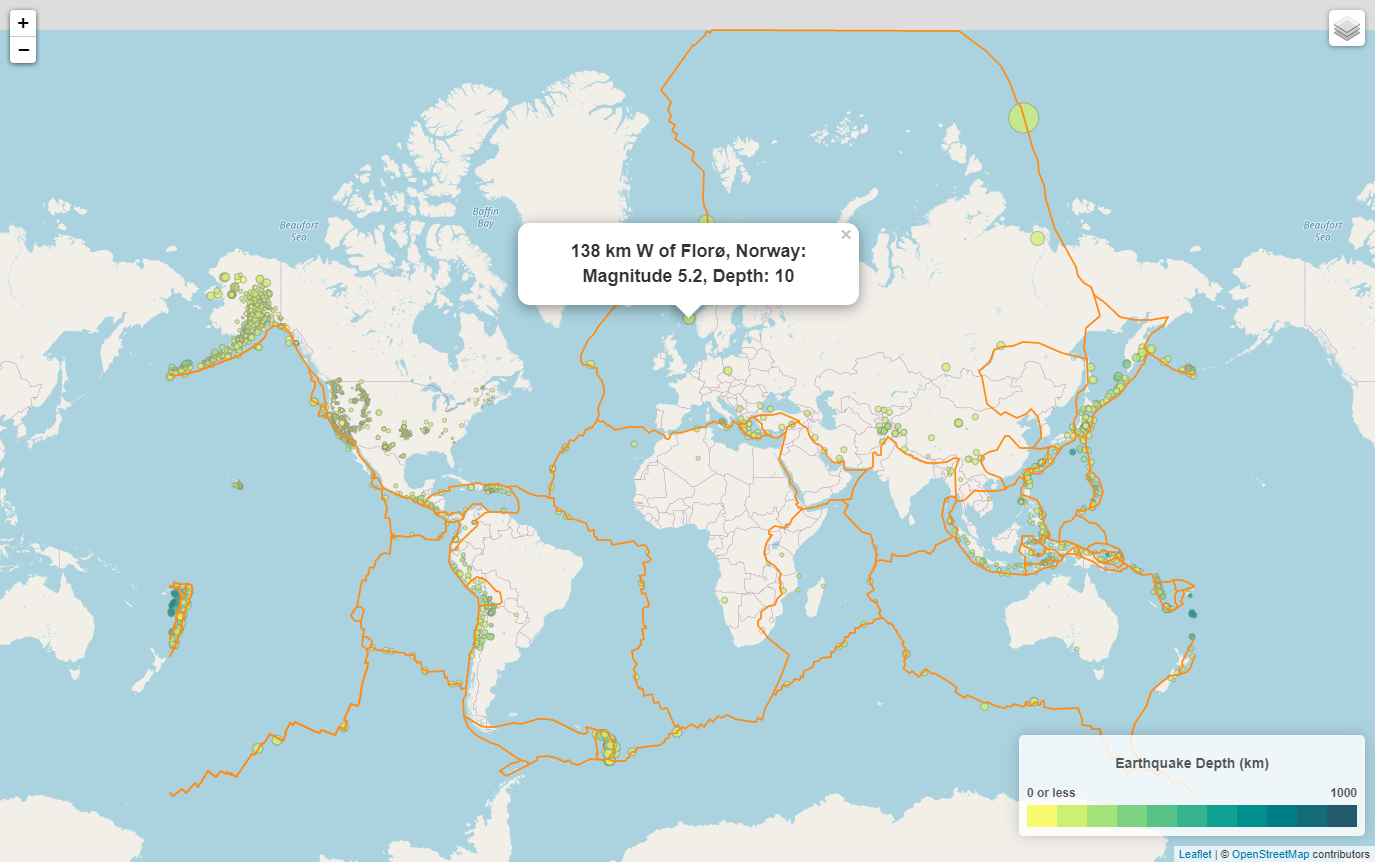 +
−
Beaufort
Sea
Baffin
Bay
Beaufort
Sea
×
138 km W of Florø, Norway:
Magnitude 5.2, Depth: 10
Earthquake Depth (km)
0 or less 1000
Leaflet | © OpenStreetMap contributors